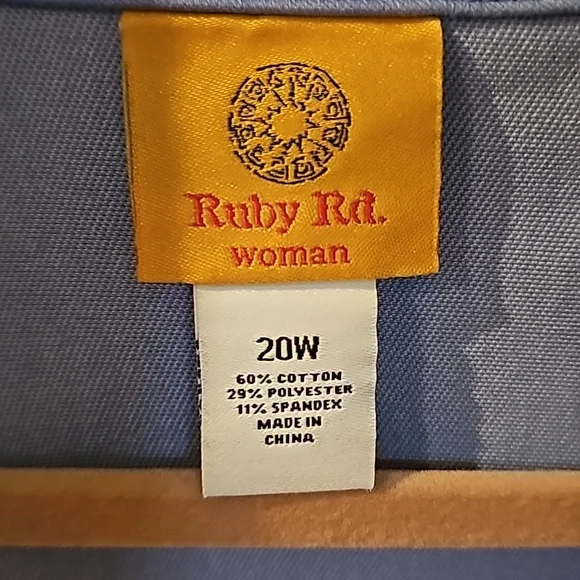 Ruby Rd.
woman
20W
60% COTTON
29% POLYESTER
11% SPANDEX
MADE IN
CHINA